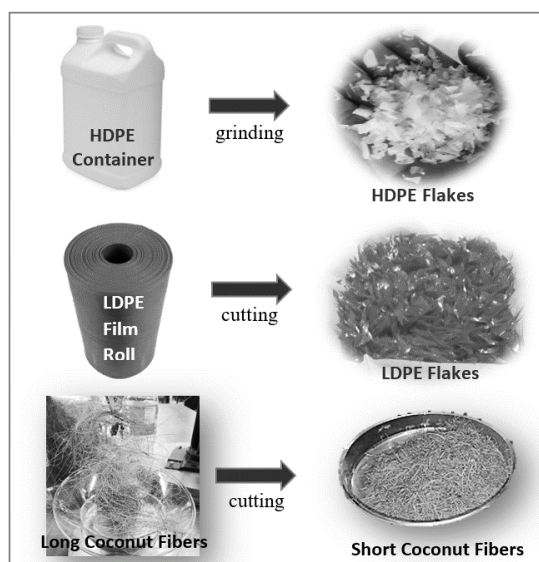 HDPE
Container
grinding
HDPE Flakes
LDPE
Film
Roll
cutting
LDPE Flakes
Long Coconut Fibers
cutting
Short Coconut Fibers